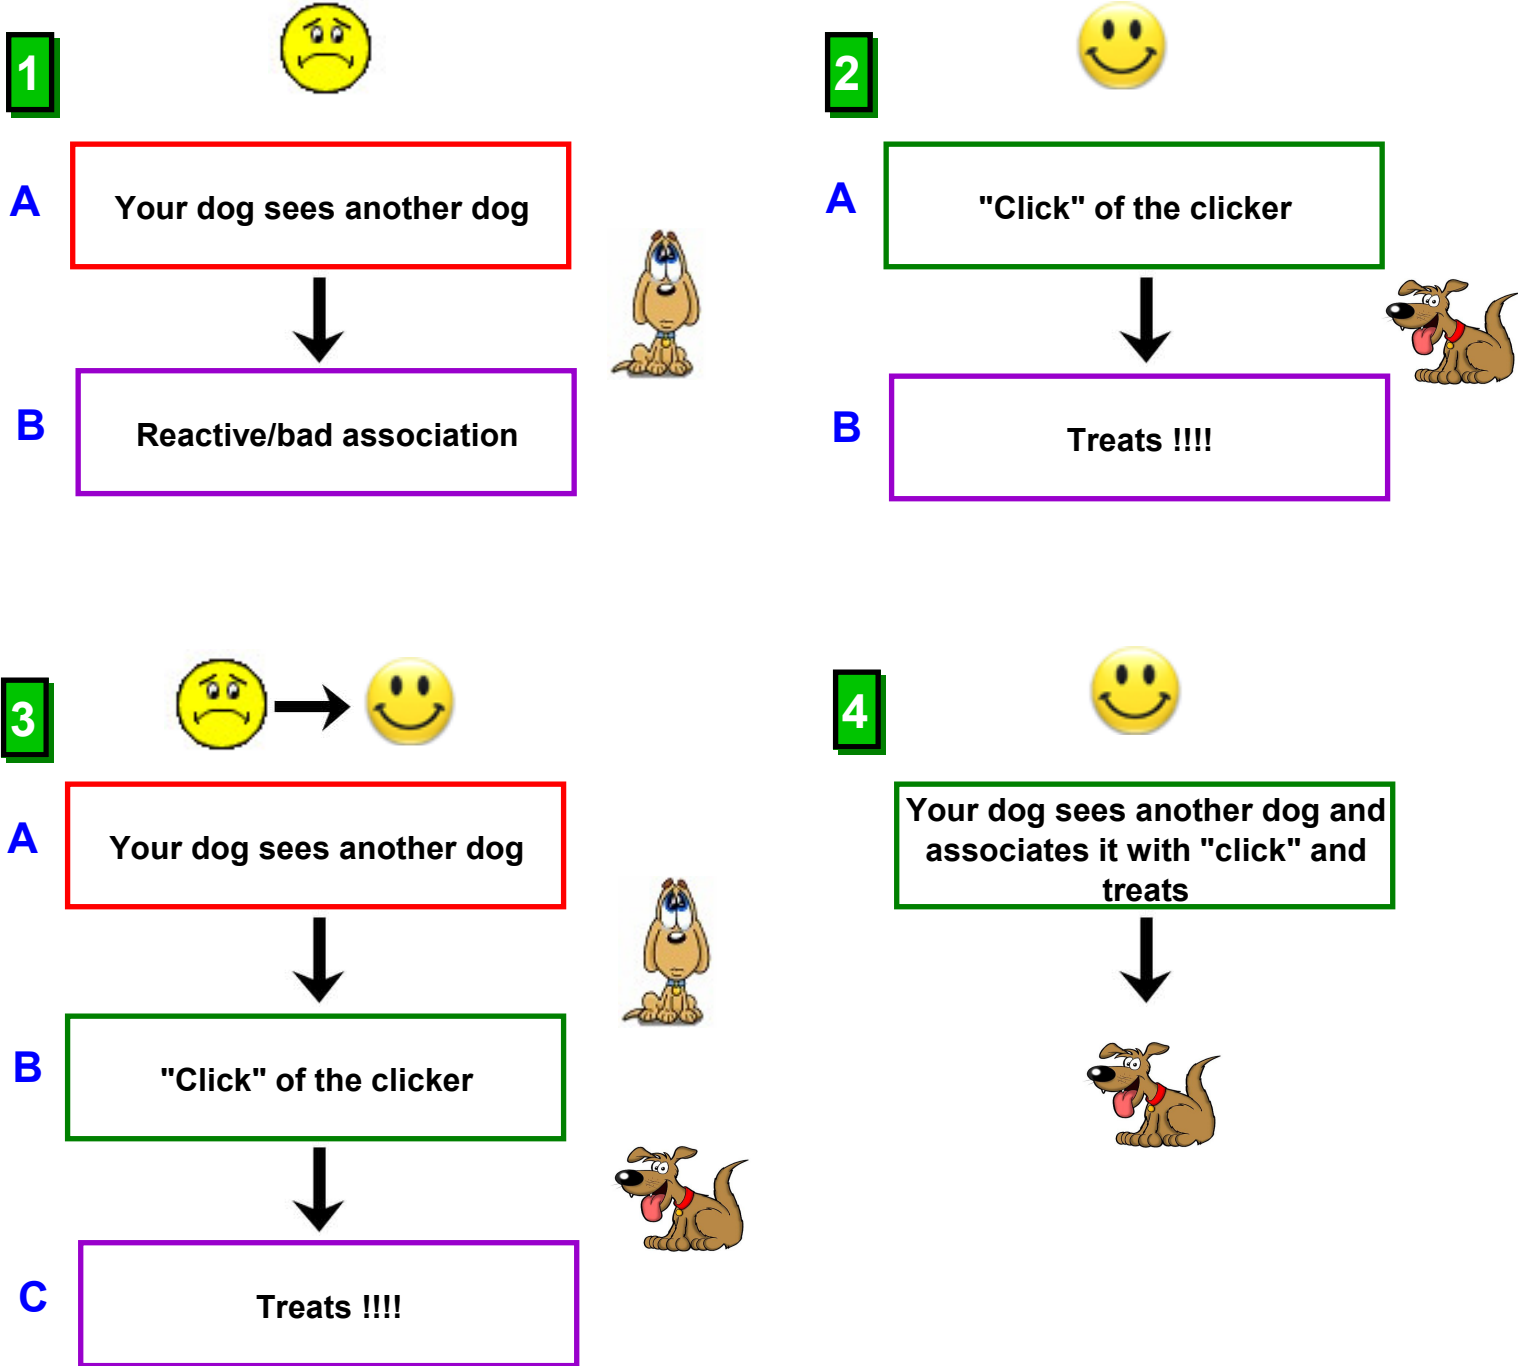 1
A
Your dog sees another dog
B
Reactive/bad association
2
A
"Click" of the clicker
B
Treats !!!!
3
A
Your dog sees another dog
B
"Click" of the clicker
C
Treats !!!!
4
Your dog sees another dog and
associates it with "click" and
treats